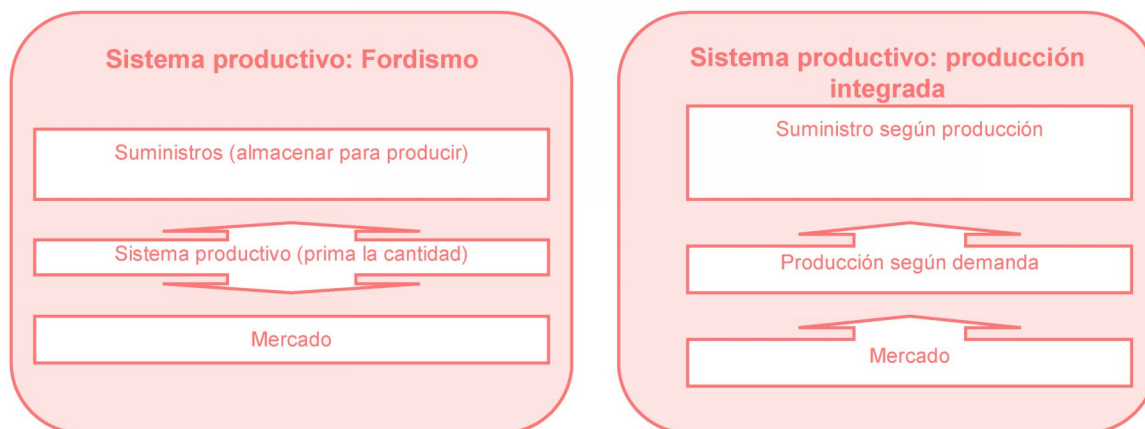 Sistema productivo: Fordismo
Suministros (almacenar para producir)
Sistema productivo (prima la cantidad)
Mercado
Sistema productivo: producción
integrada
Suministro según producción
Producción según demanda
Mercado